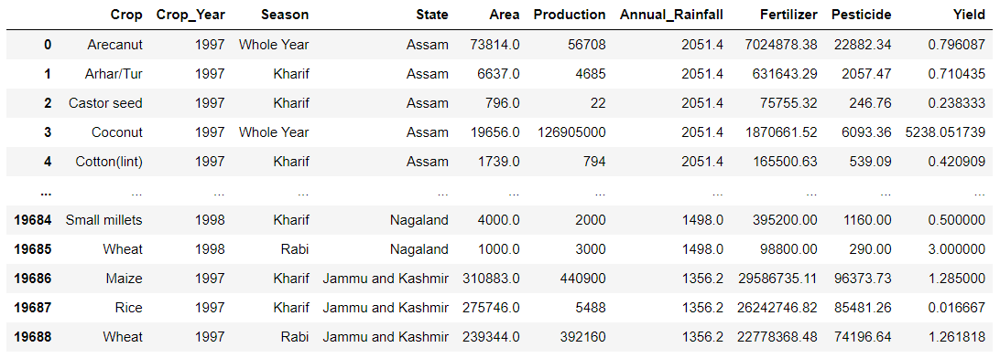 Crop Crop_Year Season State Area Production Annual_Rainfall Fertilizer Pesticide Yield
0 Arecanut 1997 Whole Year Assam 73814.0 56708 2051.4 7024878.38 22882.34 0.796087
1 Arhar/Tur 1997 Kharif Assam 6637.0 4685 2051.4 631643.29 2057.47 0.710435
2 Castor seed 1997 Kharif Assam 796.0 22 2051.4 75755.32 246.76 0.238333
3 Coconut 1997 Whole Year Assam 19656.0 126905000 2051.4 1870661.52 6093.36 5238.051739
4 Cotton(lint) 1997 Kharif Assam 1739.0 794 2051.4 165500.63 539.09 0.420909
... ... ... ... ... ... ... ... ... ... ...
19684 Small millets 1998 Kharif Nagaland 4000.0 2000 1498.0 395200.00 1160.00 0.500000
19685 Wheat 1998 Rabi Nagaland 1000.0 3000 1498.0 98800.00 290.00 3.000000
19686 Maize 1997 Kharif Jammu and Kashmir 310883.0 440900 1356.2 29586735.11 96373.73 1.285000
19687 Rice 1997 Kharif Jammu and Kashmir 275746.0 5488 1356.2 26242746.82 85481.26 0.016667
19688 Wheat 1997 Rabi Jammu and Kashmir 239344.0 392160 1356.2 22778368.48 74196.64 1.261818